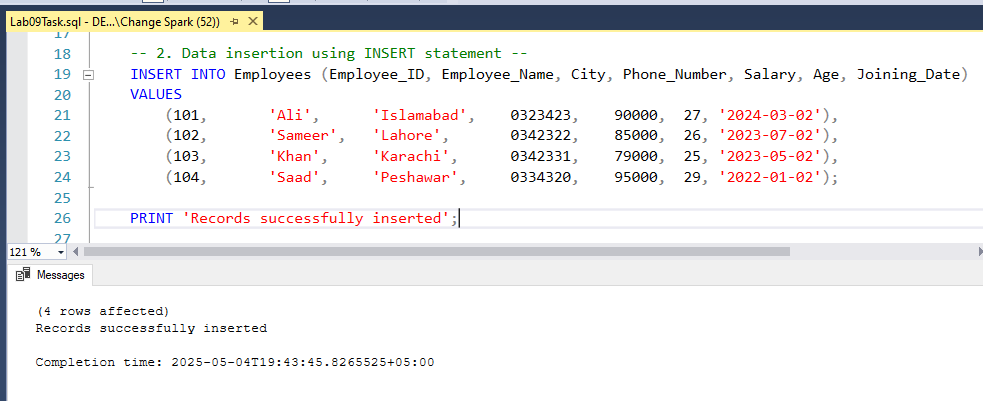 Lab09Task.sql - DE...\Change Spark (52))
17
18 -- 2. Data insertion using INSERT statement --
19 INSERT INTO Employees (Employee_ID, Employee_Name, City, Phone_Number, Salary, Age, Joining_Date)
20 VALUES
21 (101, 'Ali', 'Islamabad', 0323423, 90000, 27, '2024-03-02'),
22 (102, 'Sameer', 'Lahore', 0342322, 85000, 26, '2023-07-02'),
23 (103, 'Khan', 'Karachi', 0342331, 79000, 25, '2023-05-02'),
24 (104, 'Saad', 'Peshawar', 0334320, 95000, 29, '2022-01-02');
25
26 PRINT 'Records successfully inserted';
27
121 %
Messages
(4 rows affected)
Records successfully inserted
Completion time: 2025-05-04T19:43:45.8265525+05:00